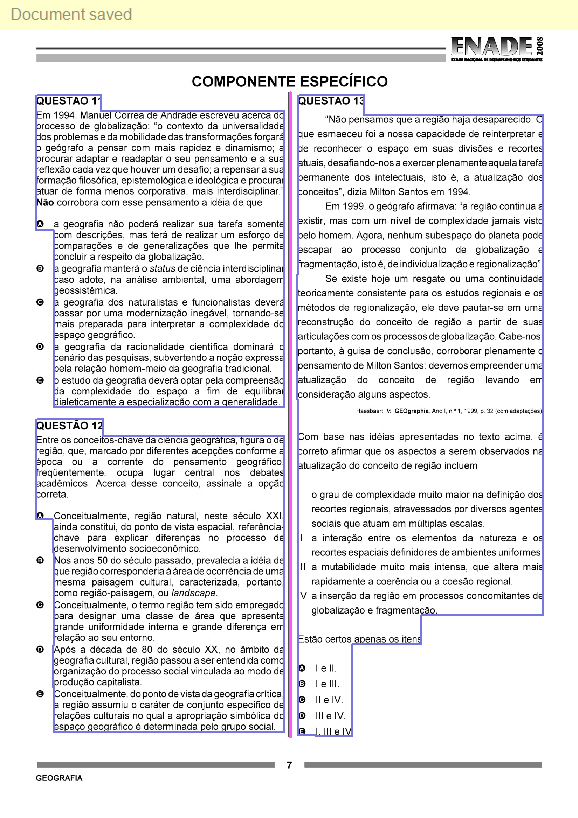 Document saved
ENADE 2008
COMPONENTE ESPECÍFICO
QUESTÃO 11
Em 1994, Manuel Correa de Andrade escreveu acerca do
processo de globalização: “o contexto da universalidade
dos problemas e da mobilidade das transformações forçará
o geógrafo a pensar com mais rapidez e dinamismo; a
procurar adaptar e readaptar o seu pensamento e a sua
reflexão cada vez que houver um desafio; a repensar a sua
formação filosófica, epistemológica e ideológica e procurar
atuar de forma menos corporativa, mais interdisciplinar.”
Não corrobora com esse pensamento a idéia de que
A a geografia não poderá realizar sua tarefa somente
com descrições, mas terá de realizar um esforço de
comparações e de generalizações que lhe permita
concluir a respeito da globalização.
B a geografia manterá o status de ciência interdisciplinar
caso adote, na análise ambiental, uma abordagem
geossistêmica.
C a geografia dos naturalistas e funcionalistas deverá
passar por uma modernização inegável, tornando-se
mais preparada para interpretar a complexidade do
espaço geográfico.
D a geografia da racionalidade científica dominará o
cenário das pesquisas, subvertendo a noção expressa
pela relação homem-meio da geografia tradicional.
E o estudo da geografia deverá optar pela compreensão
da complexidade do espaço a fim de equilibrar
dialeticamente a especialização com a generalidade.
QUESTÃO 12
Entre os conceitos-chave da ciência geográfica, figura o de
região, que, marcado por diferentes acepções conforme a
época ou a corrente do pensamento geográfico,
freqüentemente, ocupa lugar central nos debates
acadêmicos. Acerca desse conceito, assinale a opção
correta.
A Conceitualmente, região natural, neste século XXI,
ainda constitui, do ponto de vista espacial, referência-
chave para explicar diferenças no processo de
desenvolvimento socioeconômico.
B Nos anos 50 do século passado, prevalecia a idéia de
que região corresponderia à área de ocorrência de uma
mesma paisagem cultural, caracterizada, portanto,
como região-paisagem, ou landscape.
C Conceitualmente, o termo região tem sido empregado
para designar uma classe de área que apresenta
grande uniformidade interna e grande diferença em
relação ao seu entorno.
D Após a década de 80 do século XX, no âmbito da
geografia cultural, região passou a ser entendida como
organização do processo social vinculada ao modo de
produção capitalista.
E Conceitualmente, do ponto de vista da geografia crítica,
a região assumiu o caráter de conjunto específico de
relações culturais no qual a apropriação simbólica do
espaço geográfico é determinada pelo grupo social.
QUESTÃO 13
“Não pensamos que a região haja desaparecido. O
que esmaeceu foi a nossa capacidade de reinterpretar e
de reconhecer o espaço em suas divisões e recortes
atuais, desafiando-nos a exercer plenamente aquela tarefa
permanente dos intelectuais, isto é, a atualização dos
conceitos”, dizia Milton Santos em 1994.
Em 1999, o geógrafo afirmava: “a região continua a
existir, mas com um nível de complexidade jamais visto
pelo homem. Agora, nenhum subespaço do planeta pode
escapar ao processo conjunto de globalização e
fragmentação, isto é, de individualização e regionalização”.
Se existe hoje um resgate ou uma continuidade
teoricamente consistente para os estudos regionais e os
métodos de regionalização, ele deve pautar-se em uma
reconstrução do conceito de região a partir de suas
articulações com os processos de globalização. Cabe-nos,
portanto, à guisa de conclusão, corroborar plenamente o
pensamento de Milton Santos: devemos empreender uma
atualização do conceito de região levando em
consideração alguns aspectos.
Haesbaert. In: GEOgraphia. Ano I, n.º 1, 1999, p. 32 (com adaptações).
Com base nas idéias apresentadas no texto acima, é
correto afirmar que os aspectos a serem observados na
atualização do conceito de região incluem
o grau de complexidade muito maior na definição dos
recortes regionais, atravessados por diversos agentes
sociais que atuam em múltiplas escalas.
I a interação entre os elementos da natureza e os
recortes espaciais definidores de ambientes uniformes.
II a mutabilidade muito mais intensa, que altera mais
rapidamente a coerência ou a coesão regional.
V a inserção da região em processos concomitantes de
globalização e fragmentação.
Estão certos apenas os itens
A I e II.
B I e III.
C II e IV.
D III e IV.
E I, III e IV
7
GEOGRAFIA